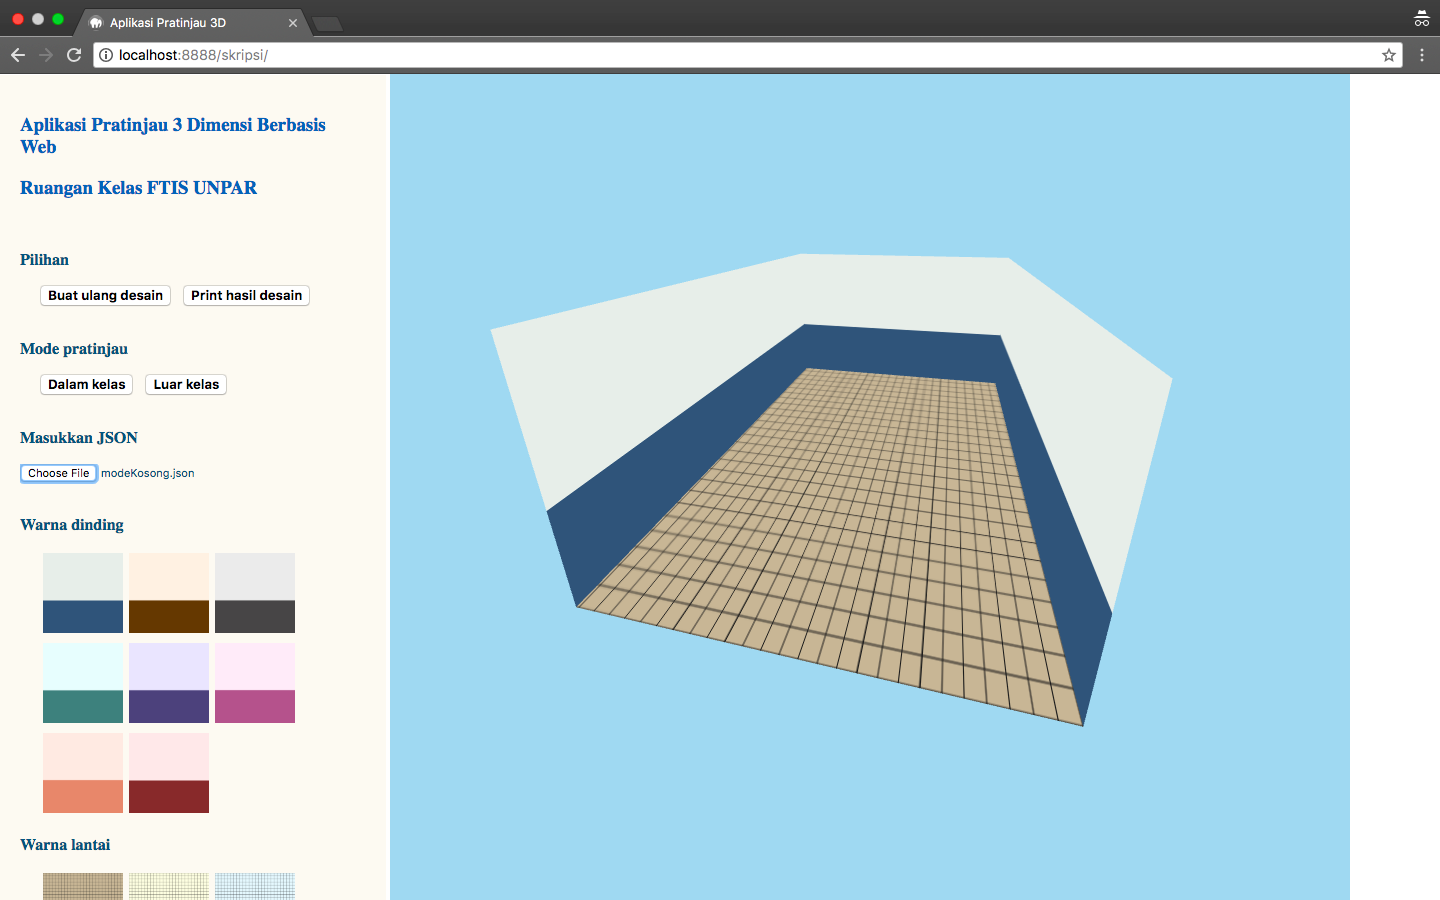 Aplikasi Pratinjau 3D
localhost:8888/skripsi/
Aplikasi Pratinjau 3 Dimensi Berbasis
Web
Ruangan Kelas FTIS UNPAR
Pilihan
Buat ulang desain Print hasil desain
Mode pratinjau
Dalam kelas Luar kelas
Masukkan JSON
Choose File modeKosong.json
Warna dinding
Warna lantai